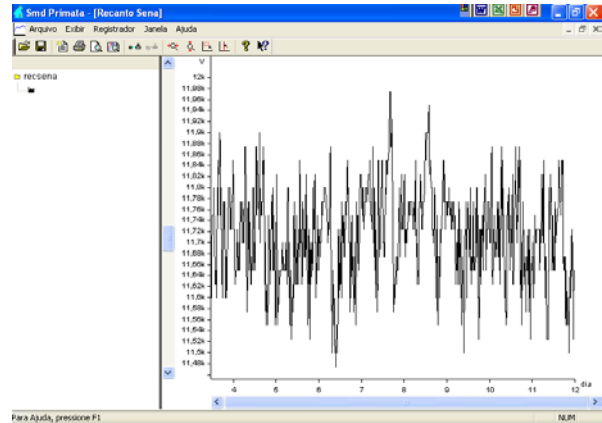 Smd Primata - [Recanto Sena]
Arquivo Exibir Registrador Janela Ajuda
recsena
V
12k
11,98k
11,96k
11,94k
11,92k
11,9k
11,88k
11,86k
11,84k
11,82k
11,8k
11,78k
11,76k
11,74k
11,72k
11,7k
11,68k
11,66k
11,64k
11,62k
11,6k
11,58k
11,56k
11,54k
11,52k
11,5k
11,48k
4 5 6 7 8 9 10 11 12 dia
Para Ajuda, pressione F1 NUM